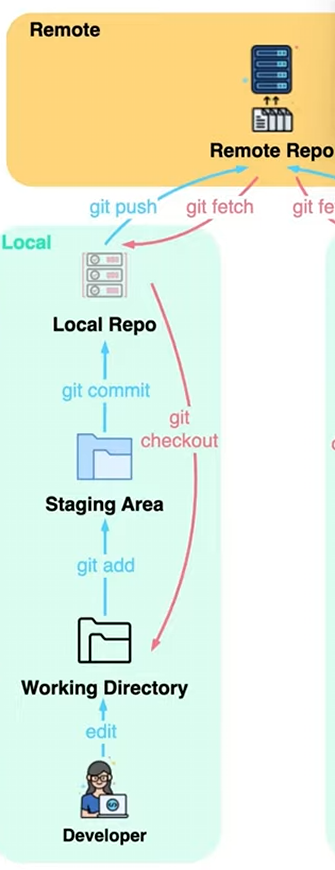 Remote
Remote Repo
git push
git fetch
git fe
Local
Local Repo
git commit
git
checkout
Staging Area
git add
Working Directory
edit
Developer